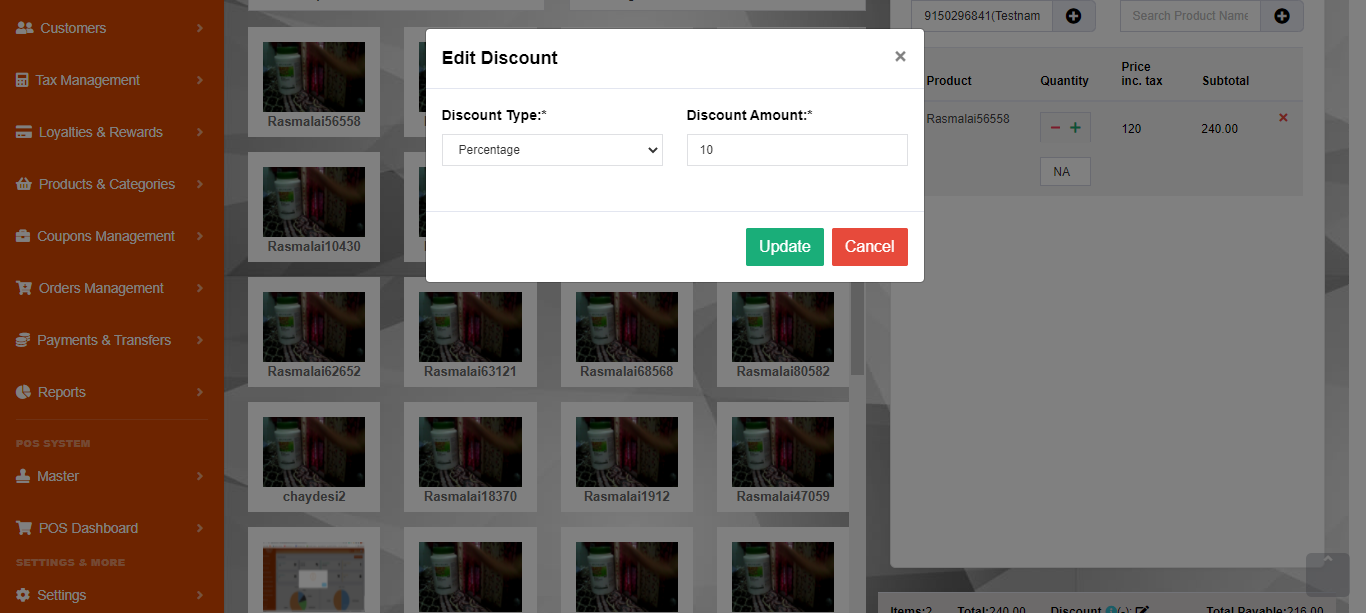 Customers
Tax Management
Loyalties & Rewards
Products & Categories
Coupons Management
Orders Management
Payments & Transfers
Reports
POS SYSTEM
Master
POS Dashboard
SETTINGS & MORE
Settings
Rasmalai56558
Rasmalai10430
Rasmalai62652
Rasmalai63121
Rasmalai68568
Rasmalai80582
chaydesi2
Rasmalai18370
Rasmalai1912
Rasmalai47059
Edit Discount
×
Discount Type:*
Discount Amount:*
Percentage
10
Update
Cancel
9150296841(Testnam
Search Product Name
Product
Quantity
Price
inc. tax
Subtotal
Rasmalai56558
120
240.00
NA
Items:2
Total:240.00
Discount
(-):
Total Payable:216.00